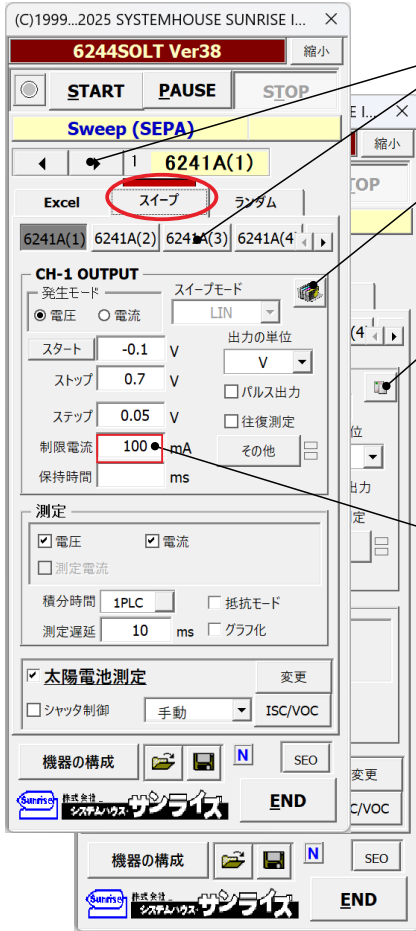 (C)1999...2025 SYSTEMHOUSE SUNRISE I...
6244SOLT Ver38
縮小
START
PAUSE
STOP
Sweep (SEPA)
1
6241A(1)
Excel
スイープ
ランダム
6241A(1)
6241A(2)
6241A(3)
6241A(4
CH-1 OUTPUT
発生モード
電圧
電流
スイープモード
LIN
スタート
-0.1
V
出力の単位
V
ストップ
0.7
V
パルス出力
ステップ
0.05
V
往復測定
制限電流
100
mA
その他
保持時間
ms
測定
電圧
電流
測定電流
積分時間
1PLC
抵抗モード
測定遅延
10
ms
グラフ化
太陽電池測定
変更
シャッタ制御
手動
ISC/VOC
機器の構成
N
SEO
Sunrise
株式会社
システムハウス・サンライズ
END
E I...
縮小
TOP
(4
位
出力
定
変更
C/VOC
機器の構成
N
SEO
Sunrise
株式会社
システムハウス・サンライズ
END